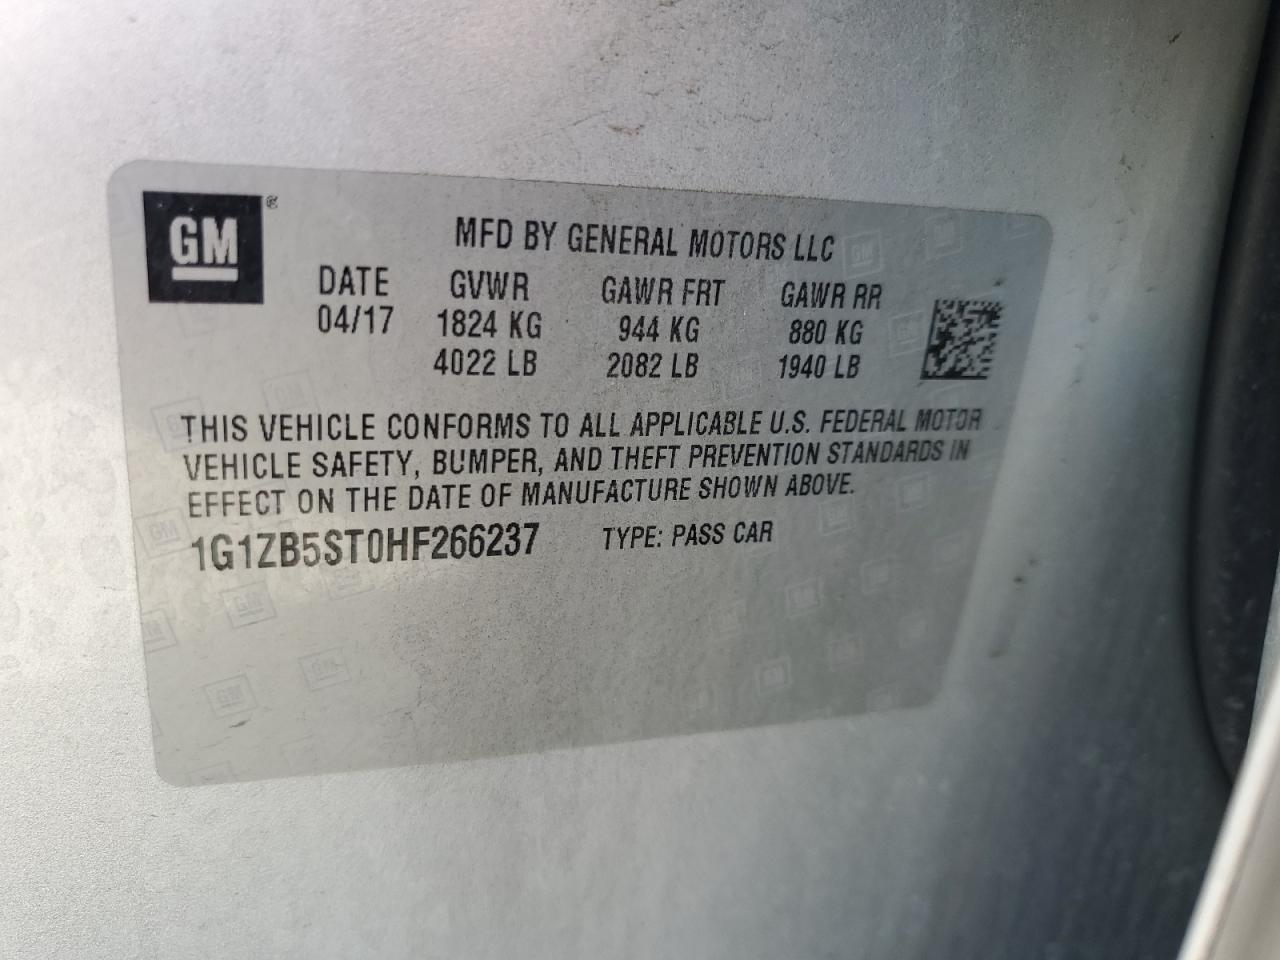 GM ®
MFD BY GENERAL MOTORS LLC
DATE GVWR GAWR FRT GAWR RR
04/17 1824 KG 944 KG 880 KG
4022 LB 2082 LB 1940 LB
THIS VEHICLE CONFORMS TO ALL APPLICABLE U.S. FEDERAL MOTOR
VEHICLE SAFETY, BUMPER, AND THEFT PREVENTION STANDARDS IN
EFFECT ON THE DATE OF MANUFACTURE SHOWN ABOVE.
1G1ZB5ST0HF266237 TYPE: PASS CAR